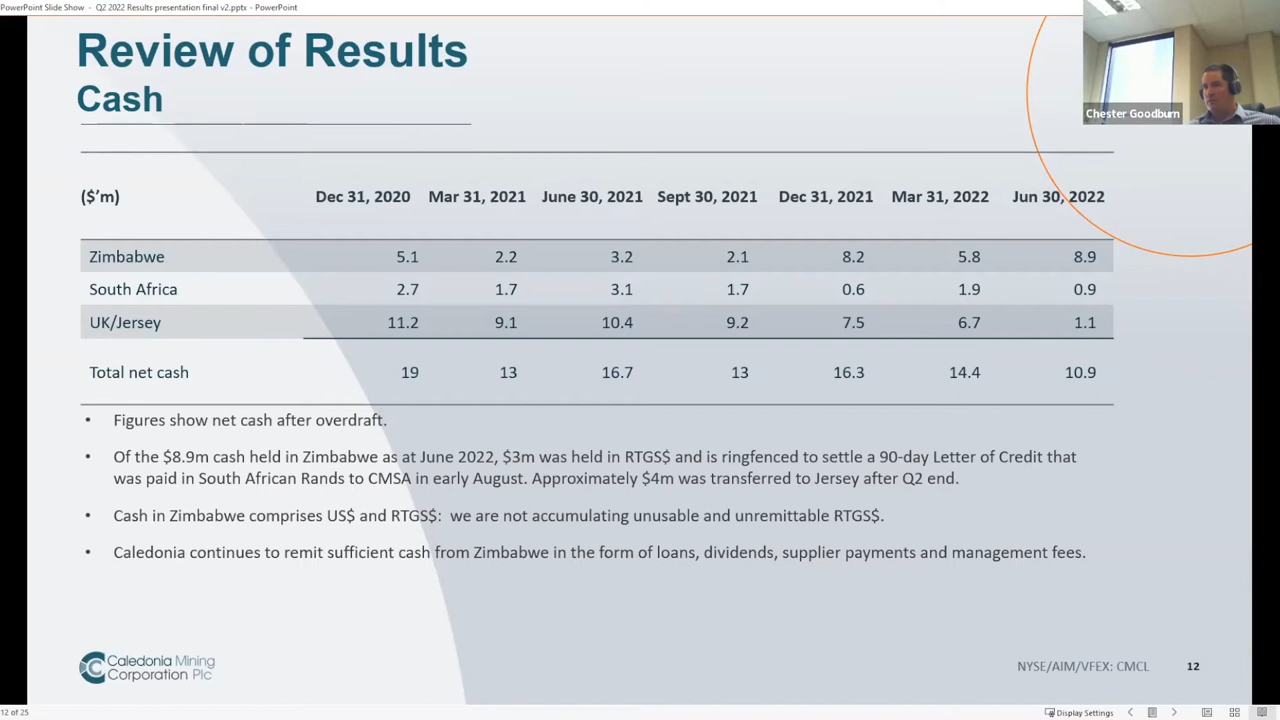 PowerPoint Slide Show - Q2 2022 Results presentation final v2.pptx - PowerPoint
Review of Results
Cash
Chester Goodburn
($'m) Dec 31, 2020 Mar 31, 2021 June 30, 2021 Sept 30, 2021 Dec 31, 2021 Mar 31, 2022 Jun 30, 2022
Zimbabwe 5.1 2.2 3.2 2.1 8.2 5.8 8.9
South Africa 2.7 1.7 3.1 1.7 0.6 1.9 0.9
UK/Jersey 11.2 9.1 10.4 9.2 7.5 6.7 1.1
Total net cash 19 13 16.7 13 16.3 14.4 10.9
• Figures show net cash after overdraft.
• Of the $8.9m cash held in Zimbabwe as at June 2022, $3m was held in RTGS$ and is ringfenced to settle a 90-day Letter of Credit that
was paid in South African Rands to CMSA in early August. Approximately $4m was transferred to Jersey after Q2 end.
• Cash in Zimbabwe comprises US$ and RTGS$: we are not accumulating unusable and unremittable RTGS$.
• Caledonia continues to remit sufficient cash from Zimbabwe in the form of loans, dividends, supplier payments and management fees.
Caledonia Mining
Corporation Plc
NYSE/AIM/VFEX: CMCL 12
12 of 25
Display Settings